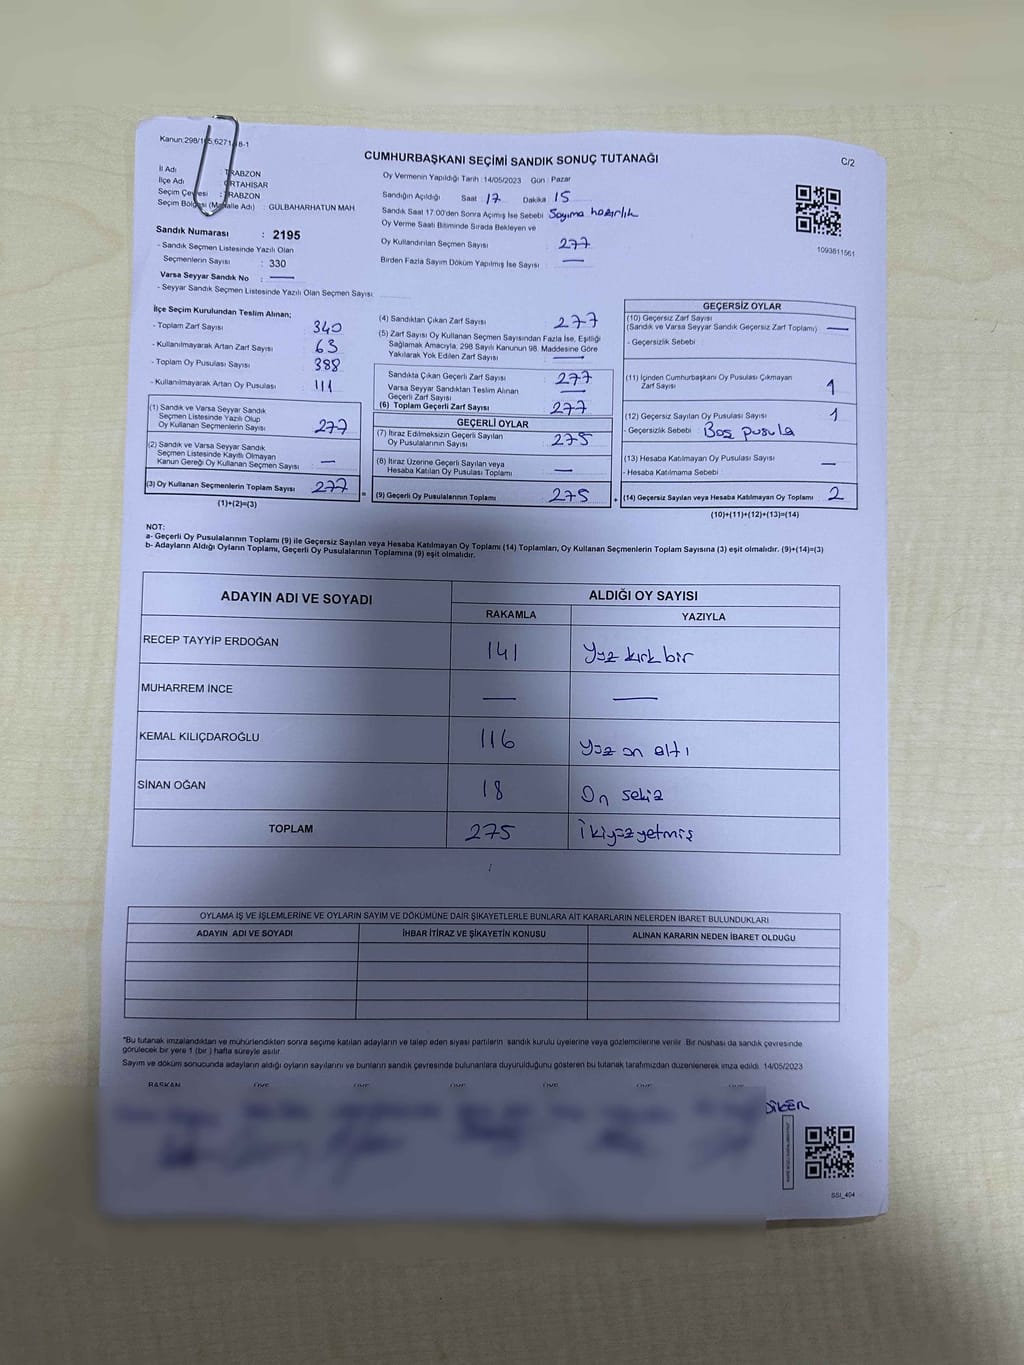 Kanun:298/105,6271/18-1
C/2
CUMHURBAŞKANI SEÇİMİ SANDIK SONUÇ TUTANAĞI
İl Adı : TRABZON
İlçe Adı : ORTAHİSAR
Seçim Çevresi : TRABZON
Seçim Bölgesi (Mahalle Adı) : GÜLBAHARHATUN MAH
Sandık Numarası : 2195
- Sandık Seçmen Listesinde Yazılı Olan
Seçmenlerin Sayısı : 330
Varsa Seyyar Sandık No : —
- Seyyar Sandık Seçmen Listesinde Yazılı Olan Seçmen Sayısı:
Oy Vermenin Yapıldığı Tarih : 14/05/2023 Gün : Pazar
Sandığın Açıldığı Saat : 17 Dakika : 15
Sandık Saat 17:00'den Sonra Açımış İse Sebebi : Sayıma hazırlık
Oy Verme Saati Bitiminde Sırada Bekleyen ve
Oy Kullandırılan Seçmen Sayısı : 277
Birden Fazla Sayım Döküm Yapılmış İse Sayısı : —
1093811561
İlçe Seçim Kurulundan Teslim Alınan;
- Toplam Zarf Sayısı : 340
- Kullanılmayarak Artan Zarf Sayısı : 63
- Toplam Oy Pusulası Sayısı : 388
- Kullanılmayarak Artan Oy Pusulası : 111
(1) Sandık ve Varsa Seyyar Sandık
Seçmen Listesinde Yazılı Olup
Oy Kullanan Seçmenlerin Sayısı : 277
(2) Sandık ve Varsa Seyyar Sandık
Seçmen Listesinde Kayıtlı Olmayan
Kanun Gereği Oy Kullanan Seçmen Sayısı : —
(3) Oy Kullanan Seçmenlerin Toplam Sayısı : 277
(1)+(2)=(3)
(4) Sandıktan Çıkan Zarf Sayısı : 277
(5) Zarf Sayısı Oy Kullanan Seçmen Sayısından Fazla İse, Eşitliği
Sağlamak Amacıyla, 298 Sayılı Kanunun 98. Maddesine Göre
Yakılarak Yok Edilen Zarf Sayısı : —
Sandıkta Çıkan Geçerli Zarf Sayısı : 277
Varsa Seyyar Sandıktan Teslim Alınan
Geçerli Zarf Sayısı : —
(6) Toplam Geçerli Zarf Sayısı : 277
GEÇERLİ OYLAR
(7) İtiraz Edilmeksizin Geçerli Sayılan
Oy Pusulalarının Sayısı : 275
(8) İtiraz Üzerine Geçerli Sayılan veya
Hesaba Katılan Oy Pusulası Toplamı : —
= (9) Geçerli Oy Pusulalarının Toplamı : 275
GEÇERSİZ OYLAR
(10) Geçersiz Zarf Sayısı
(Sandık ve Varsa Seyyar Sandık Geçersiz Zarf Toplamı) : —
- Geçersizlik Sebebi :
(11) İçinden Cumhurbaşkanı Oy Pusulası Çıkmayan
Zarf Sayısı : 1
(12) Geçersiz Sayılan Oy Pusulası Sayısı : 1
- Geçersizlik Sebebi : Boş pusula
(13) Hesaba Katılmayan Oy Pusulası Sayısı : —
- Hesaba Katılmama Sebebi :
+ (14) Geçersiz Sayılan veya Hesaba Katılmayan Oy Toplamı : 2
(10)+(11)+(12)+(13)=(14)
NOT:
a- Geçerli Oy Pusulalarının Toplamı (9) ile Geçersiz Sayılan veya Hesaba Katılmayan Oy Toplamı (14) Toplamları, Oy Kullanan Seçmenlerin Toplam Sayısına (3) eşit olmalıdır. (9)+(14)=(3)
b- Adayların Aldığı Oyların Toplamı, Geçerli Oy Pusulalarının Toplamına (9) eşit olmalıdır.
ADAYIN ADI VE SOYADI ALDIĞI OY SAYISI
RAKAMLA YAZIYLA
RECEP TAYYİP ERDOĞAN 141 Yüz kırk bir
MUHARREM İNCE — —
KEMAL KILIÇDAROĞLU 116 Yüz on altı
SİNAN OĞAN 18 On sekiz
TOPLAM 275 İkiyüzyetmiş
OYLAMA İŞ VE İŞLEMLERİNE VE OYLARIN SAYIM VE DÖKÜMÜNE DAİR ŞİKAYETLERLE BUNLARA AİT KARARLARIN NELERDEN İBARET BULUNDUKLARI
ADAYIN ADI VE SOYADI İHBAR İTİRAZ VE ŞİKAYETİN KONUSU ALINAN KARARIN NEDEN İBARET OLDUĞU
*Bu tutanak imzalandıktan ve mühürlendikten sonra seçime katılan adayların ve talep eden siyasi partilerin sandık kurulu üyelerine veya gözlemcilerine verilir. Bir nüshası da sandık çevresinde
görülecek bir yere 1 (bir) hafta süreyle asılır.
Sayım ve döküm sonucunda adayların aldığı oyların sayılarını ve bunların sandık çevresinde bulunanlara duyurulduğunu gösteren bu tutanak tarafımızdan düzenlenerek imza edildi. 14/05/2023
BAŞKAN ÜYE ÜYE ÜYE ÜYE ÜYE ÜYE
SSI_404